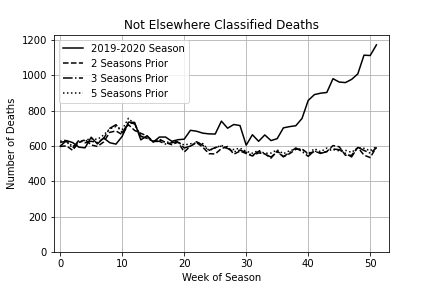 Not Elsewhere Classified Deaths
1200
1000
800
600
400
200
0
Number of Deaths
2019-2020 Season
2 Seasons Prior
3 Seasons Prior
5 Seasons Prior
0
10
20
30
40
50
Week of Season